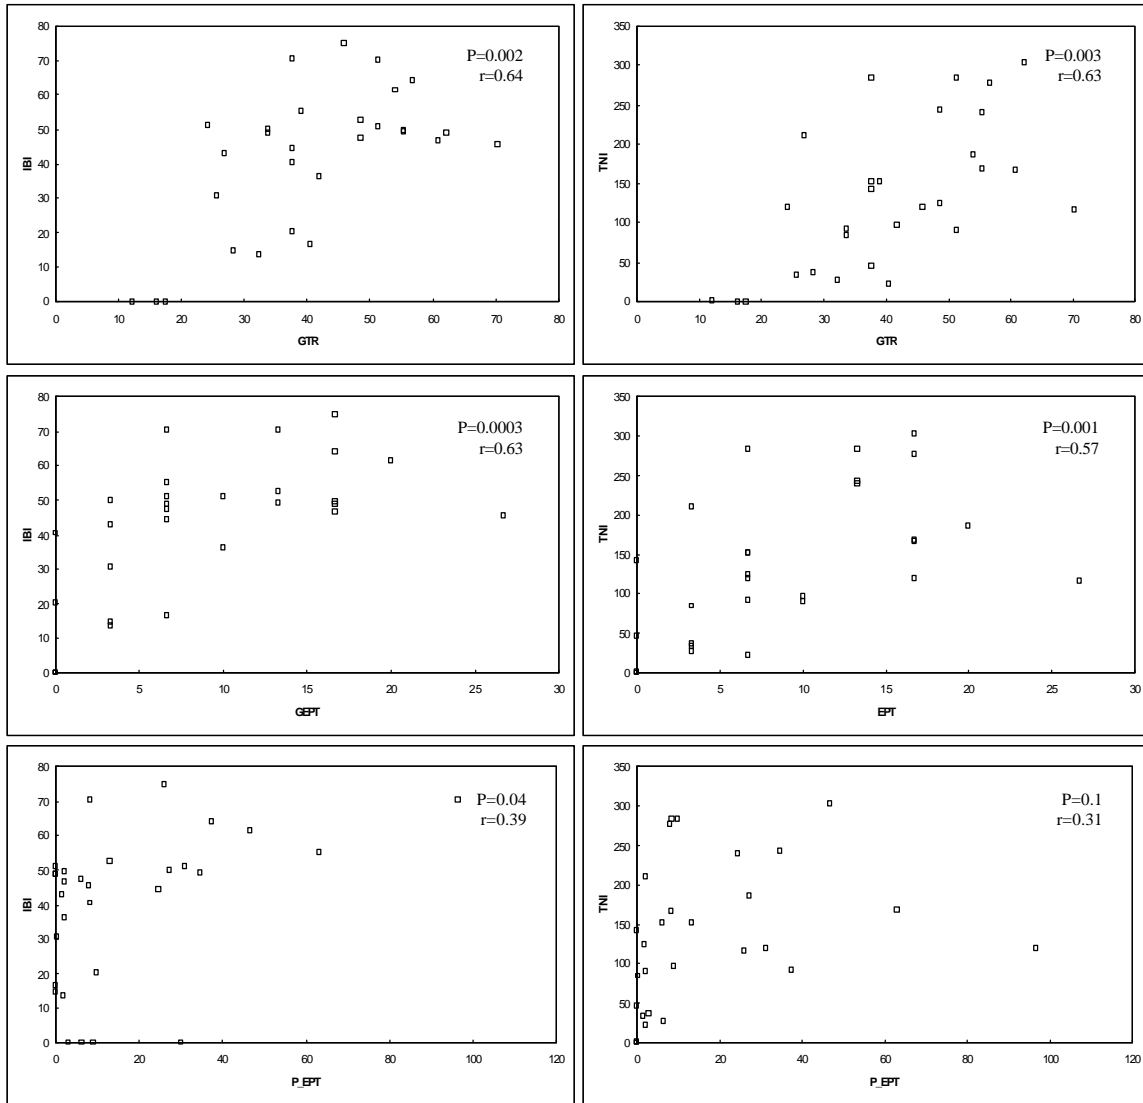 80
70
60
50
40
30
20
10
0
IBI
P=0.002
r=0.64
0 10 20 30 40 50 60 70 80
GTR
350
300
250
200
150
100
50
0
TNI
P=0.003
r=0.63
0 10 20 30 40 50 60 70 80
GTR
80
70
60
50
40
30
20
10
0
IBI
P=0.0003
r=0.63
0 5 10 15 20 25 30
GEPT
350
300
250
200
150
100
50
0
TNI
P=0.001
r=0.57
0 5 10 15 20 25 30
EPT
80
70
60
50
40
30
20
10
0
IBI
P=0.04
r=0.39
0 20 40 60 80 100 120
P_EPT
350
300
250
200
150
100
50
0
TNI
P=0.1
r=0.31
0 20 40 60 80 100 120
P_EPT